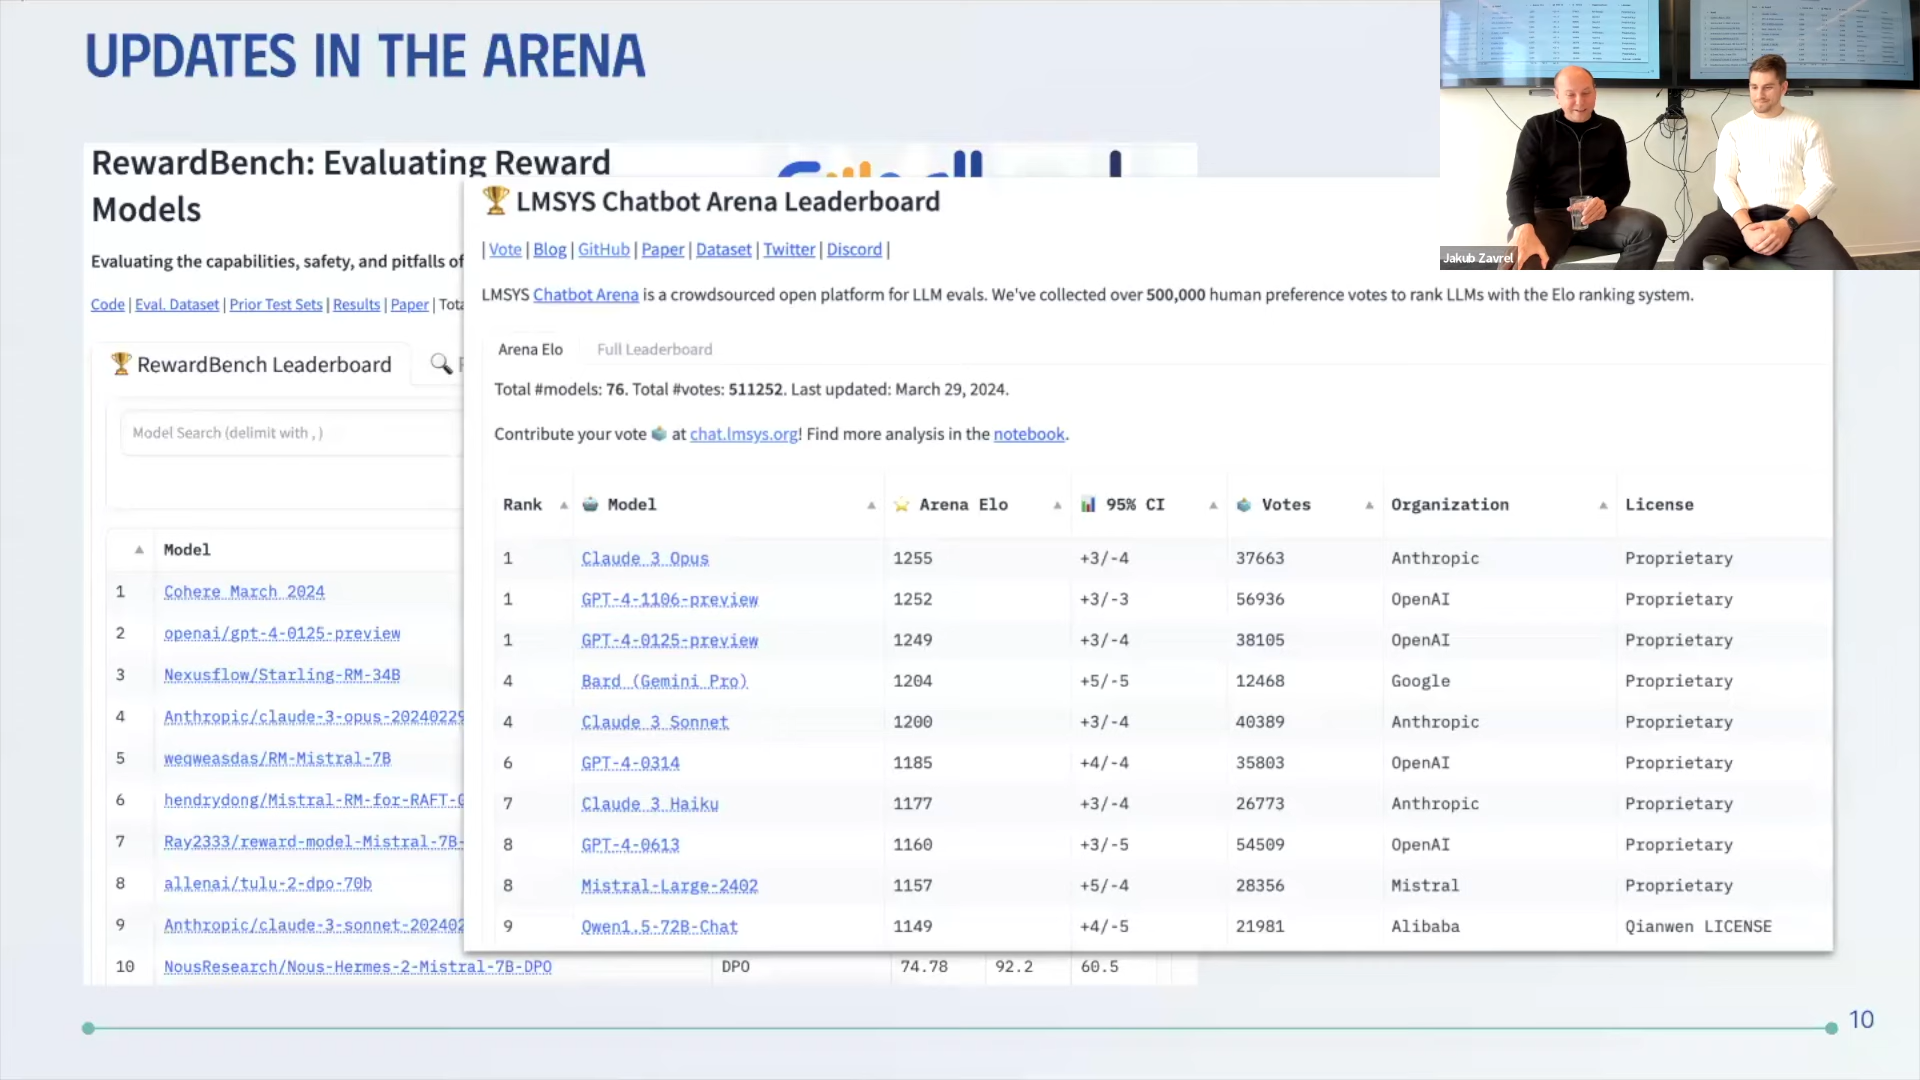 UPDATES IN THE ARENA
RewardBench: Evaluating Reward
Models
Evaluating the capabilities, safety, and pitfalls of
Code | Eval. Dataset | Prior Test Sets | Results | Paper |
🏆 RewardBench Leaderboard
Model Search (delimit with , )
Model
1 Cohere March 2024
2 openai/gpt-4-0125-preview
3 Nexusflow/Starling-RM-34B
4 Anthropic/claude-3-opus-20240229
5 weqweasdas/RM-Mistral-7B
6 hendrydong/Mistral-RM-for-RAFT-
7 Ray2333/reward-model-Mistral-7B-
8 allenai/tulu-2-dpo-70b
9 Anthropic/claude-3-sonnet-202402
10 NousResearch/Nous-Hermes-2-Mistral-7B-DPO DPO 74.78 92.2 60.5
🏆 LMSYS Chatbot Arena Leaderboard
| Vote | Blog | GitHub | Paper | Dataset | Twitter | Discord |
LMSYS Chatbot Arena is a crowdsourced open platform for LLM evals. We've collected over 500,000 human preference votes to rank LLMs with the Elo ranking system.
Arena Elo Full Leaderboard
Total #models: 76. Total #votes: 511252. Last updated: March 29, 2024.
Contribute your vote 🗳️ at chat.lmsys.org! Find more analysis in the notebook.
Rank 🤖 Model ⭐ Arena Elo 📊 95% CI 🗳️ Votes Organization License
1 Claude 3 Opus 1255 +3/-4 37663 Anthropic Proprietary
1 GPT-4-1106-preview 1252 +3/-3 56936 OpenAI Proprietary
1 GPT-4-0125-preview 1249 +3/-4 38105 OpenAI Proprietary
4 Bard (Gemini Pro) 1204 +5/-5 12468 Google Proprietary
4 Claude 3 Sonnet 1200 +3/-4 40389 Anthropic Proprietary
6 GPT-4-0314 1185 +4/-4 35803 OpenAI Proprietary
7 Claude 3 Haiku 1177 +3/-4 26773 Anthropic Proprietary
8 GPT-4-0613 1160 +3/-5 54509 OpenAI Proprietary
8 Mistral-Large-2402 1157 +5/-4 28356 Mistral Proprietary
9 Qwen1.5-72B-Chat 1149 +4/-5 21981 Alibaba Qianwen LICENSE
Jakub Zavrel
10